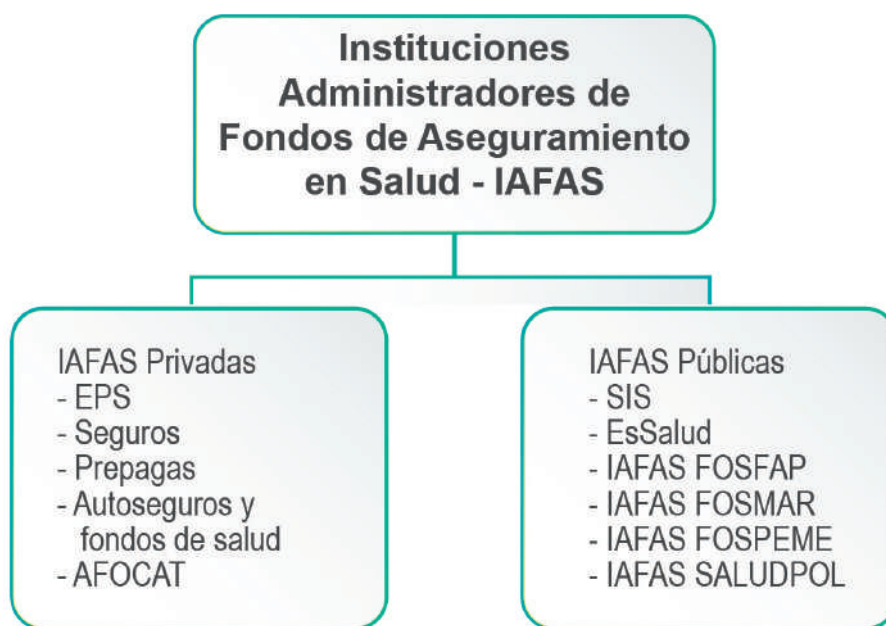 Instituciones
Administradores de
Fondos de Aseguramiento
en Salud - IAFAS
IAFAS Privadas
- EPS
- Seguros
- Prepagas
- Autoseguros y
fondos de salud
- AFOCAT
IAFAS Públicas
- SIS
- EsSalud
- IAFAS FOSFAP
- IAFAS FOSMAR
- IAFAS FOSPEME
- IAFAS SALUDPOL